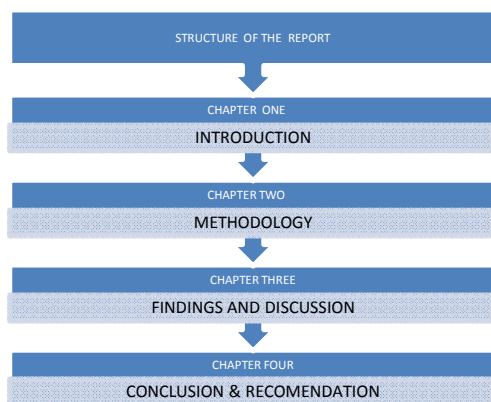 STRUCTURE OF THE REPORT
CHAPTER ONE
INTRODUCTION
CHAPTER TWO
METHODOLOGY
CHAPTER THREE
FINDINGS AND DISCUSSION
CHAPTER FOUR
CONCLUSION & RECOMENDATION